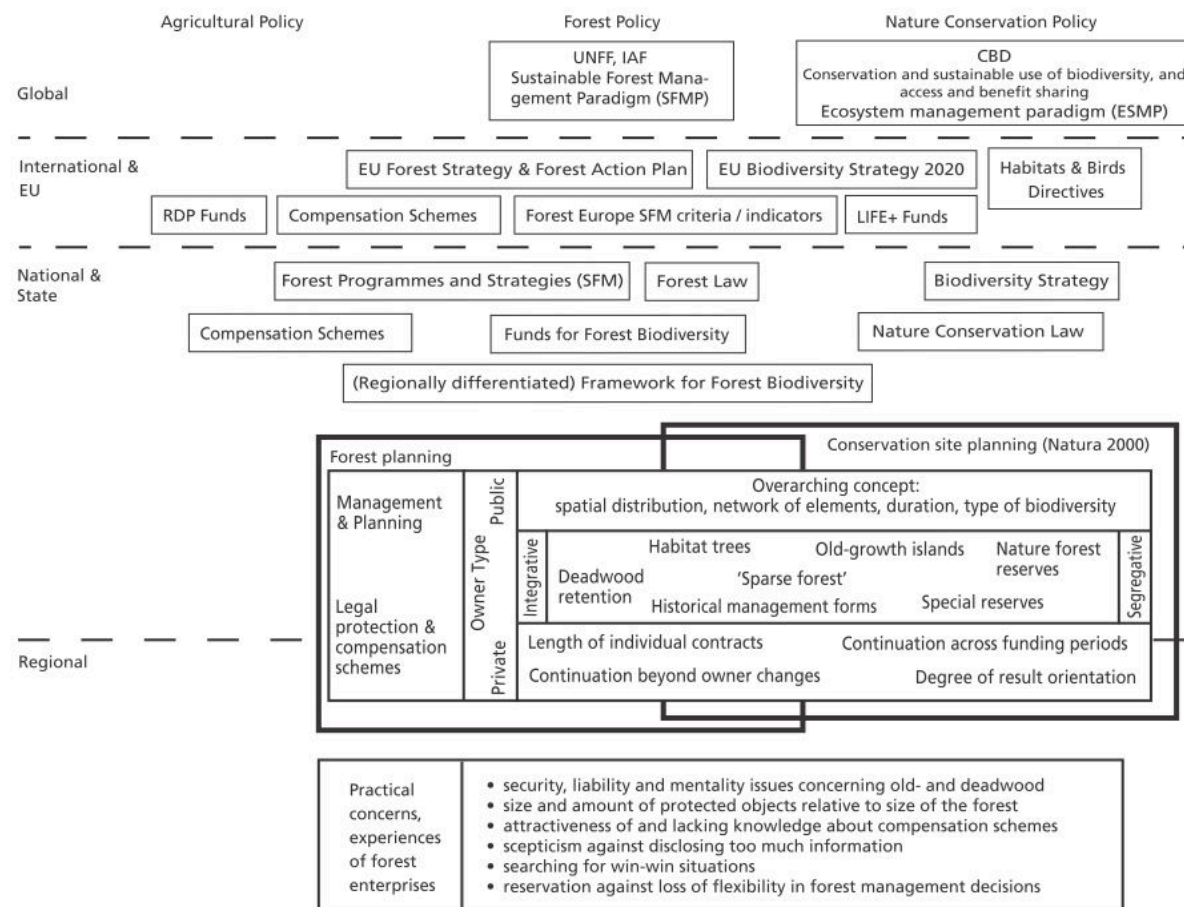 Agricultural Policy
Forest Policy
Nature Conservation Policy
Global
UNFF, IAF
Sustainable Forest Mana-
gement Paradigm (SFMP)
CBD
Conservation and sustainable use of biodiversity, and
access and benefit sharing
Ecosystem management paradigm (ESMP)
International &
EU
EU Forest Strategy & Forest Action Plan
EU Biodiversity Strategy 2020
Habitats & Birds
Directives
RDP Funds
Compensation Schemes
Forest Europe SFM criteria / indicators
LIFE+ Funds
National &
State
Forest Programmes and Strategies (SFM)
Forest Law
Biodiversity Strategy
Compensation Schemes
Funds for Forest Biodiversity
Nature Conservation Law
(Regionally differentiated) Framework for Forest Biodiversity
Conservation site planning (Natura 2000)
Forest planning
Management
& Planning
Legal
protection &
compensation
schemes
Owner Type
Public
Private
Overarching concept:
spatial distribution, network of elements, duration, type of biodiversity
Integrative
Habitat trees
Old-growth islands
Nature forest
reserves
Deadwood
retention
'Sparse forest'
Historical management forms
Special reserves
Segregative
Length of individual contracts
Continuation across funding periods
Continuation beyond owner changes
Degree of result orientation
Regional
Practical
concerns,
experiences
of forest
enterprises
• security, liability and mentality issues concerning old- and deadwood
• size and amount of protected objects relative to size of the forest
• attractiveness of and lacking knowledge about compensation schemes
• scepticism against disclosing too much information
• searching for win-win situations
• reservation against loss of flexibility in forest management decisions